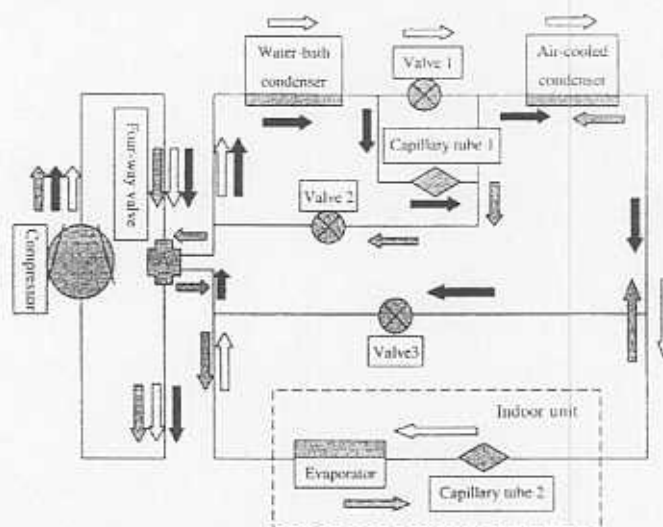 Water-bath
condenser
Valve 1
Air-cooled
condenser
Four-way valve
Capillary tube 1
Valve 2
Compressor
Valve3
Indoor unit
Evaporator
Capillary tube 2